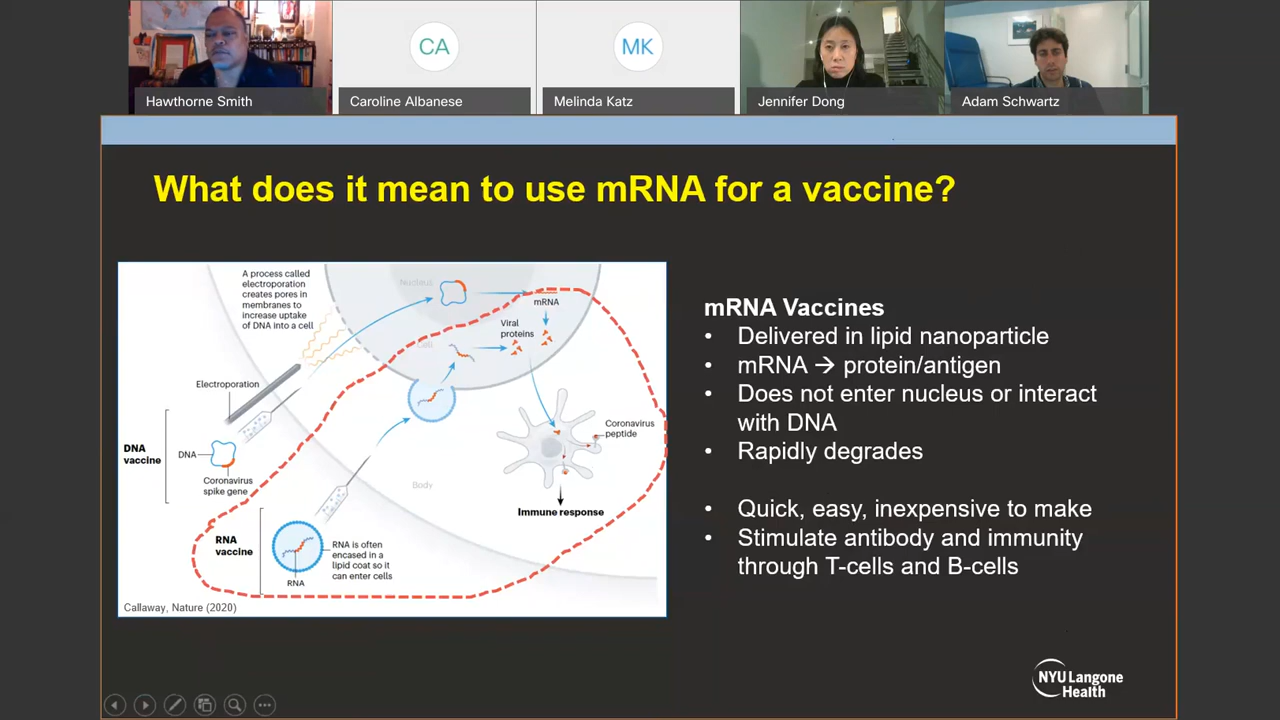 CA
MK
Hawthorne Smith
Caroline Albanese
Melinda Katz
Jennifer Dong
Adam Schwartz
What does it mean to use mRNA for a vaccine?
A process called
electroporation
creates pores in
membranes to
increase uptake
of DNA into a cell
Nucleus
mRNA
Viral
proteins
Cell
Electroporation
DNA
vaccine
DNA
Coronavirus
spike gene
Coronavirus
peptide
Body
Immune response
RNA
vaccine
RNA is often
encased in a
lipid coat so it
can enter cells
RNA
Callaway, Nature (2020)
mRNA Vaccines
• Delivered in lipid nanoparticle
• mRNA → protein/antigen
• Does not enter nucleus or interact
with DNA
• Rapidly degrades
• Quick, easy, inexpensive to make
• Stimulate antibody and immunity
through T-cells and B-cells
NYU Langone
Health